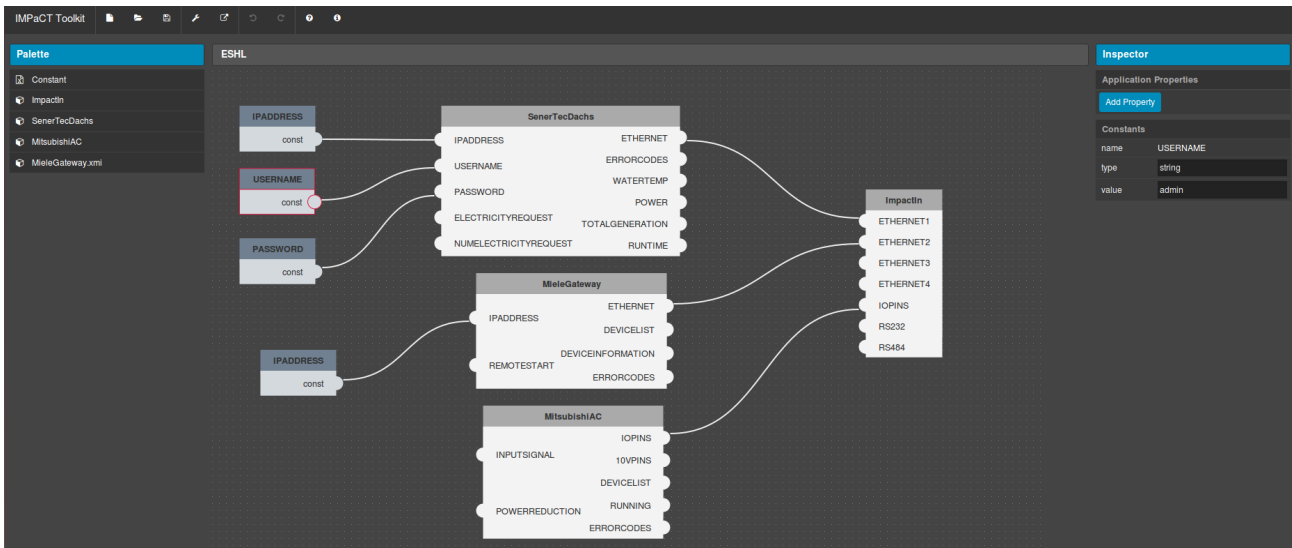 IMPaCT Toolkit
Palette
Constant
ImpactIn
SenerTecDachs
MitsubishiAC
MieleGateway.xmi
ESHL
IPADDRESS
const
USERNAME
const
PASSWORD
const
IPADDRESS
const
SenerTecDachs
IPADDRESS
USERNAME
PASSWORD
ELECTRICITYREQUEST
NUMELECTRICITYREQUEST
ETHERNET
ERRORCODES
WATERTEMP
POWER
TOTALGENERATION
RUNTIME
MieleGateway
IPADDRESS
REMOTESTART
ETHERNET
DEVICELIST
DEVICEINFORMATION
ERRORCODES
MitsubishiAC
INPUTSIGNAL
POWERREDUCTION
IOPINS
10VPINS
DEVICELIST
RUNNING
ERRORCODES
ImpactIn
ETHERNET1
ETHERNET2
ETHERNET3
ETHERNET4
IOPINS
RS232
RS484
Inspector
Application Properties
Add Property
Constants
name USERNAME
type string
value admin